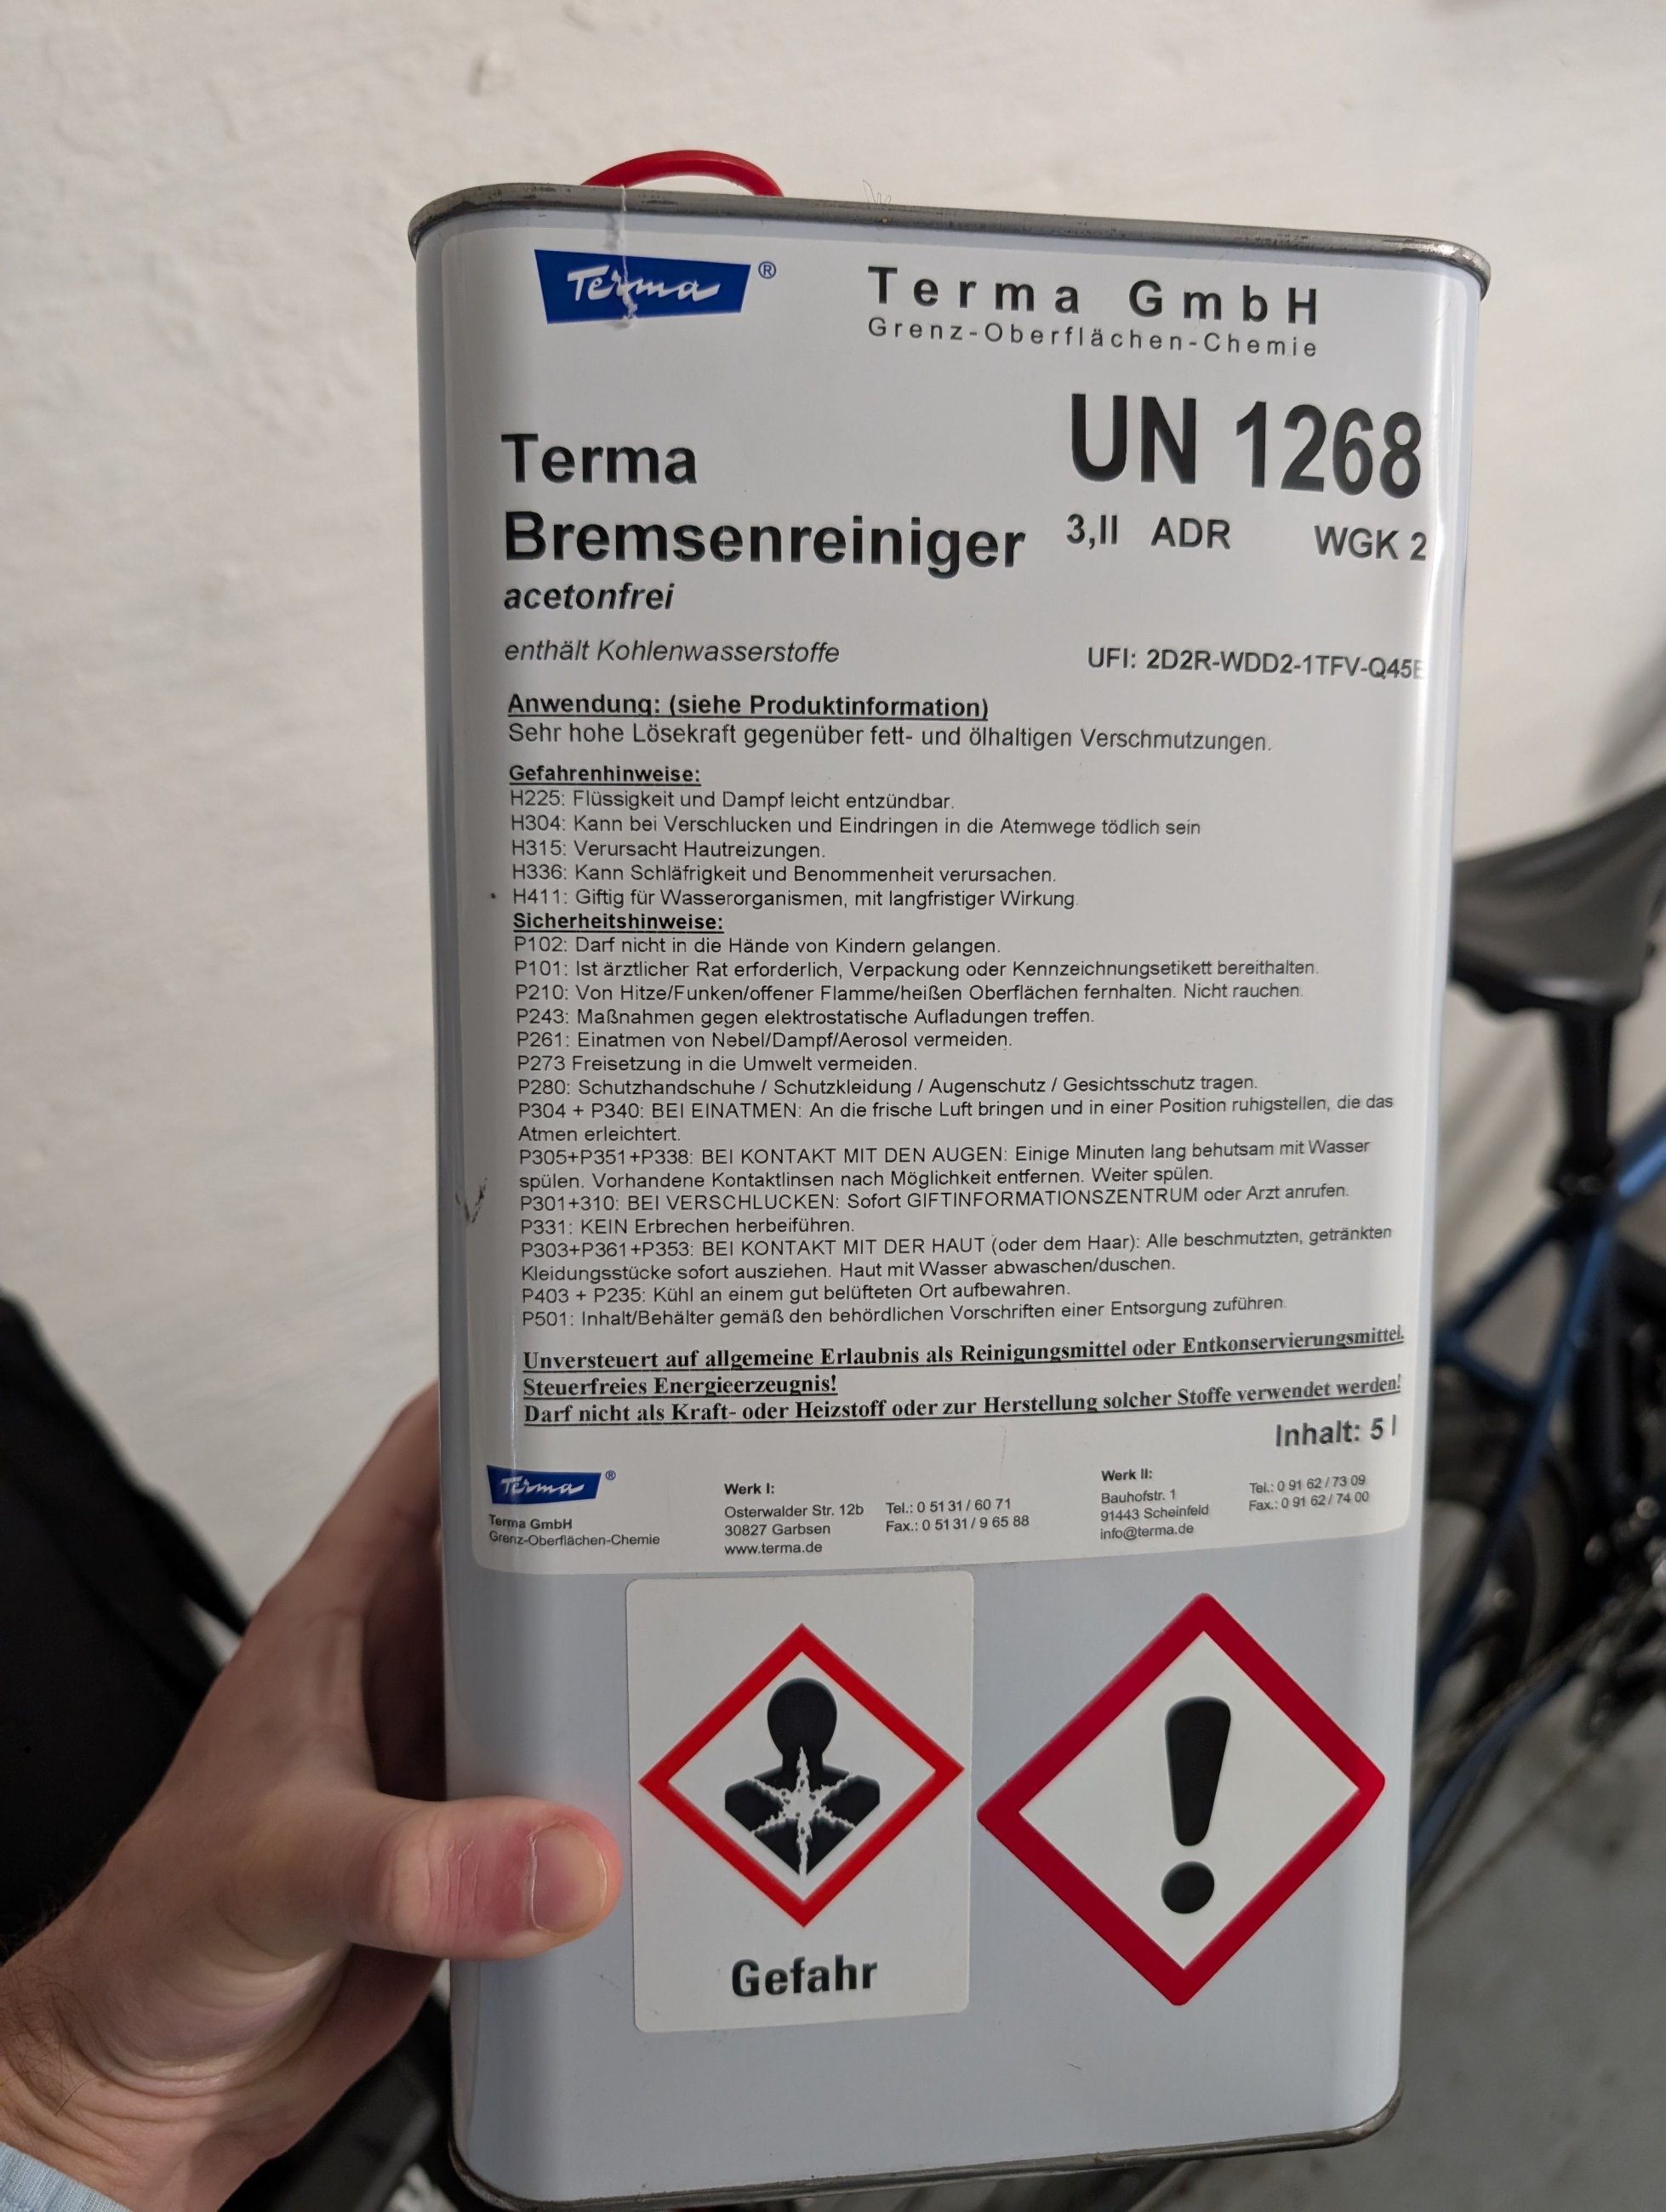 Terma ®
Terma GmbH
Grenz-Oberflächen-Chemie
UN 1268
Terma
Bremsenreiniger
3,II ADR WGK 2
acetonfrei
enthält Kohlenwasserstoffe
UFI: 2D2R-WDD2-1TFV-Q45E
Anwendung: (siehe Produktinformation)
Sehr hohe Lösekraft gegenüber fett- und ölhaltigen Verschmutzungen.
Gefahrenhinweise:
H225: Flüssigkeit und Dampf leicht entzündbar.
H304: Kann bei Verschlucken und Eindringen in die Atemwege tödlich sein
H315: Verursacht Hautreizungen.
H336: Kann Schläfrigkeit und Benommenheit verursachen.
H411: Giftig für Wasserorganismen, mit langfristiger Wirkung.
Sicherheitshinweise:
P102: Darf nicht in die Hände von Kindern gelangen.
P101: Ist ärztlicher Rat erforderlich, Verpackung oder Kennzeichnungsetikett bereithalten.
P210: Von Hitze/Funken/offener Flamme/heißen Oberflächen fernhalten. Nicht rauchen.
P243: Maßnahmen gegen elektrostatische Aufladungen treffen.
P261: Einatmen von Nebel/Dampf/Aerosol vermeiden.
P273 Freisetzung in die Umwelt vermeiden.
P280: Schutzhandschuhe / Schutzkleidung / Augenschutz / Gesichtsschutz tragen.
P304 + P340: BEI EINATMEN: An die frische Luft bringen und in einer Position ruhigstellen, die das
Atmen erleichtert.
P305+P351+P338: BEI KONTAKT MIT DEN AUGEN: Einige Minuten lang behutsam mit Wasser
spülen. Vorhandene Kontaktlinsen nach Möglichkeit entfernen. Weiter spülen.
P301+310: BEI VERSCHLUCKEN: Sofort GIFTINFORMATIONSZENTRUM oder Arzt anrufen.
P331: KEIN Erbrechen herbeiführen.
P303+P361+P353: BEI KONTAKT MIT DER HAUT (oder dem Haar): Alle beschmutzten, getränkten
Kleidungsstücke sofort ausziehen. Haut mit Wasser abwaschen/duschen.
P403 + P235: Kühl an einem gut belüfteten Ort aufbewahren.
P501: Inhalt/Behälter gemäß den behördlichen Vorschriften einer Entsorgung zuführen.
Unversteuert auf allgemeine Erlaubnis als Reinigungsmittel oder Entkonservierungsmittel.
Steuerfreies Energieerzeugnis!
Darf nicht als Kraft- oder Heizstoff oder zur Herstellung solcher Stoffe verwendet werden!
Inhalt: 5 l
Terma ®
Terma GmbH
Grenz-Oberflächen-Chemie
Werk I:
Osterwalder Str. 12b
30827 Garbsen
www.terma.de
Tel.: 0 51 31 / 60 71
Fax.: 0 51 31 / 9 65 88
Werk II:
Bauhofstr. 1
91443 Scheinfeld
info@terma.de
Tel.: 0 91 62 / 73 09
Fax.: 0 91 62 / 74 00
Gefahr